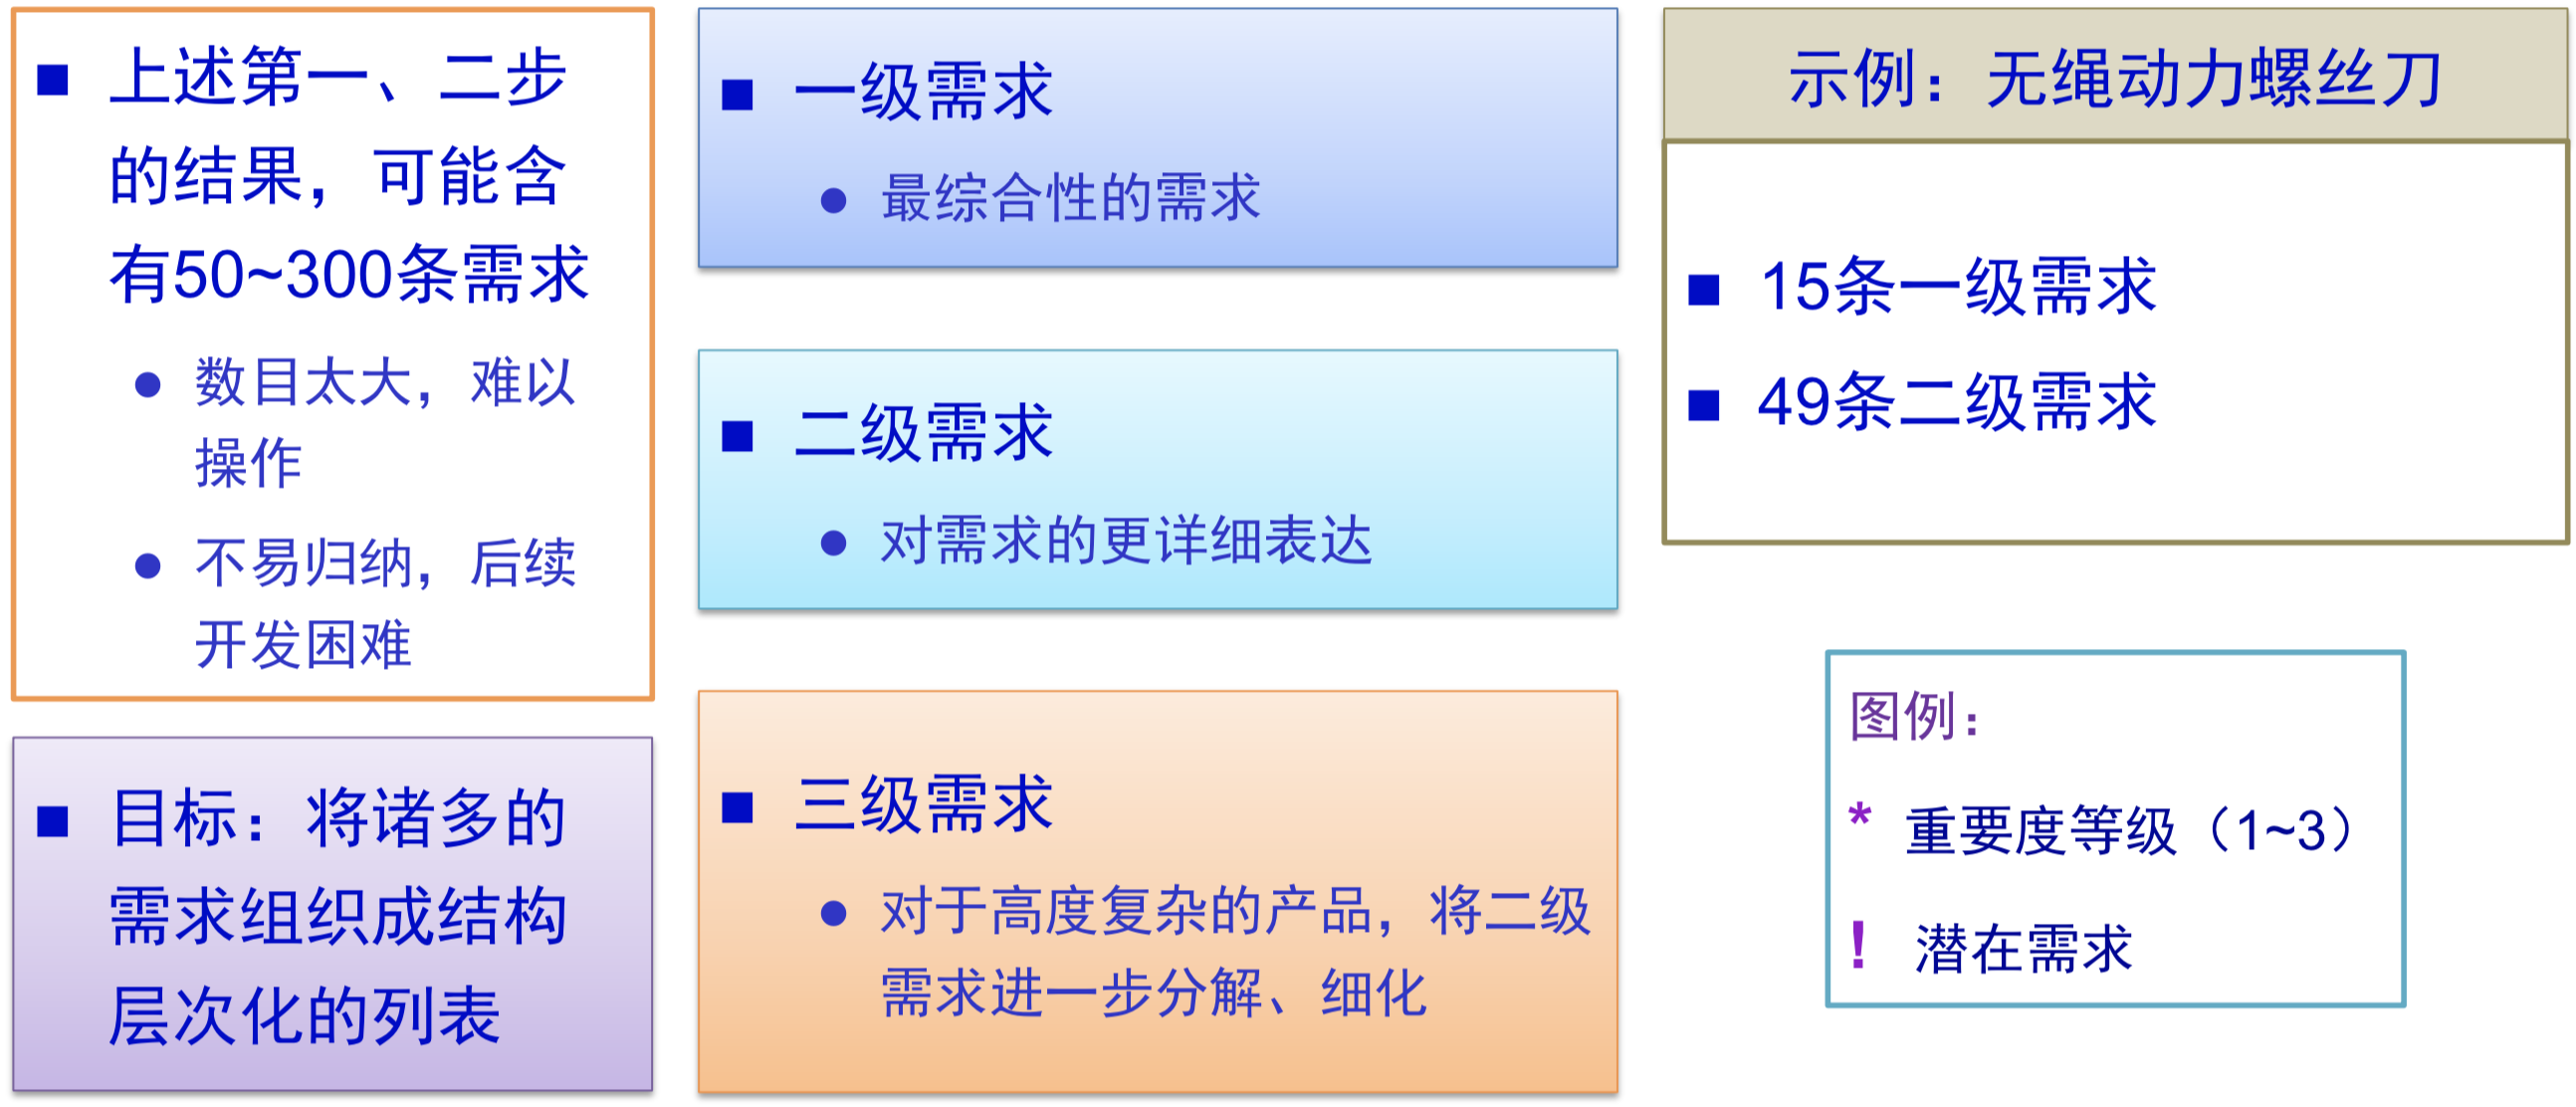 上述第一、二步
的结果，可能含
有50~300条需求
数目太大，难以
操作
不易归纳，后续
开发困难
目标：将诸多的
需求组织成结构
层次化的列表
一级需求
最综合性的需求
二级需求
对需求的更详细表达
三级需求
对于高度复杂的产品，将二级
需求进一步分解、细化
示例：无绳动力螺丝刀
15条一级需求
49条二级需求
图例：
* 重要度等级（1~3）
! 潜在需求